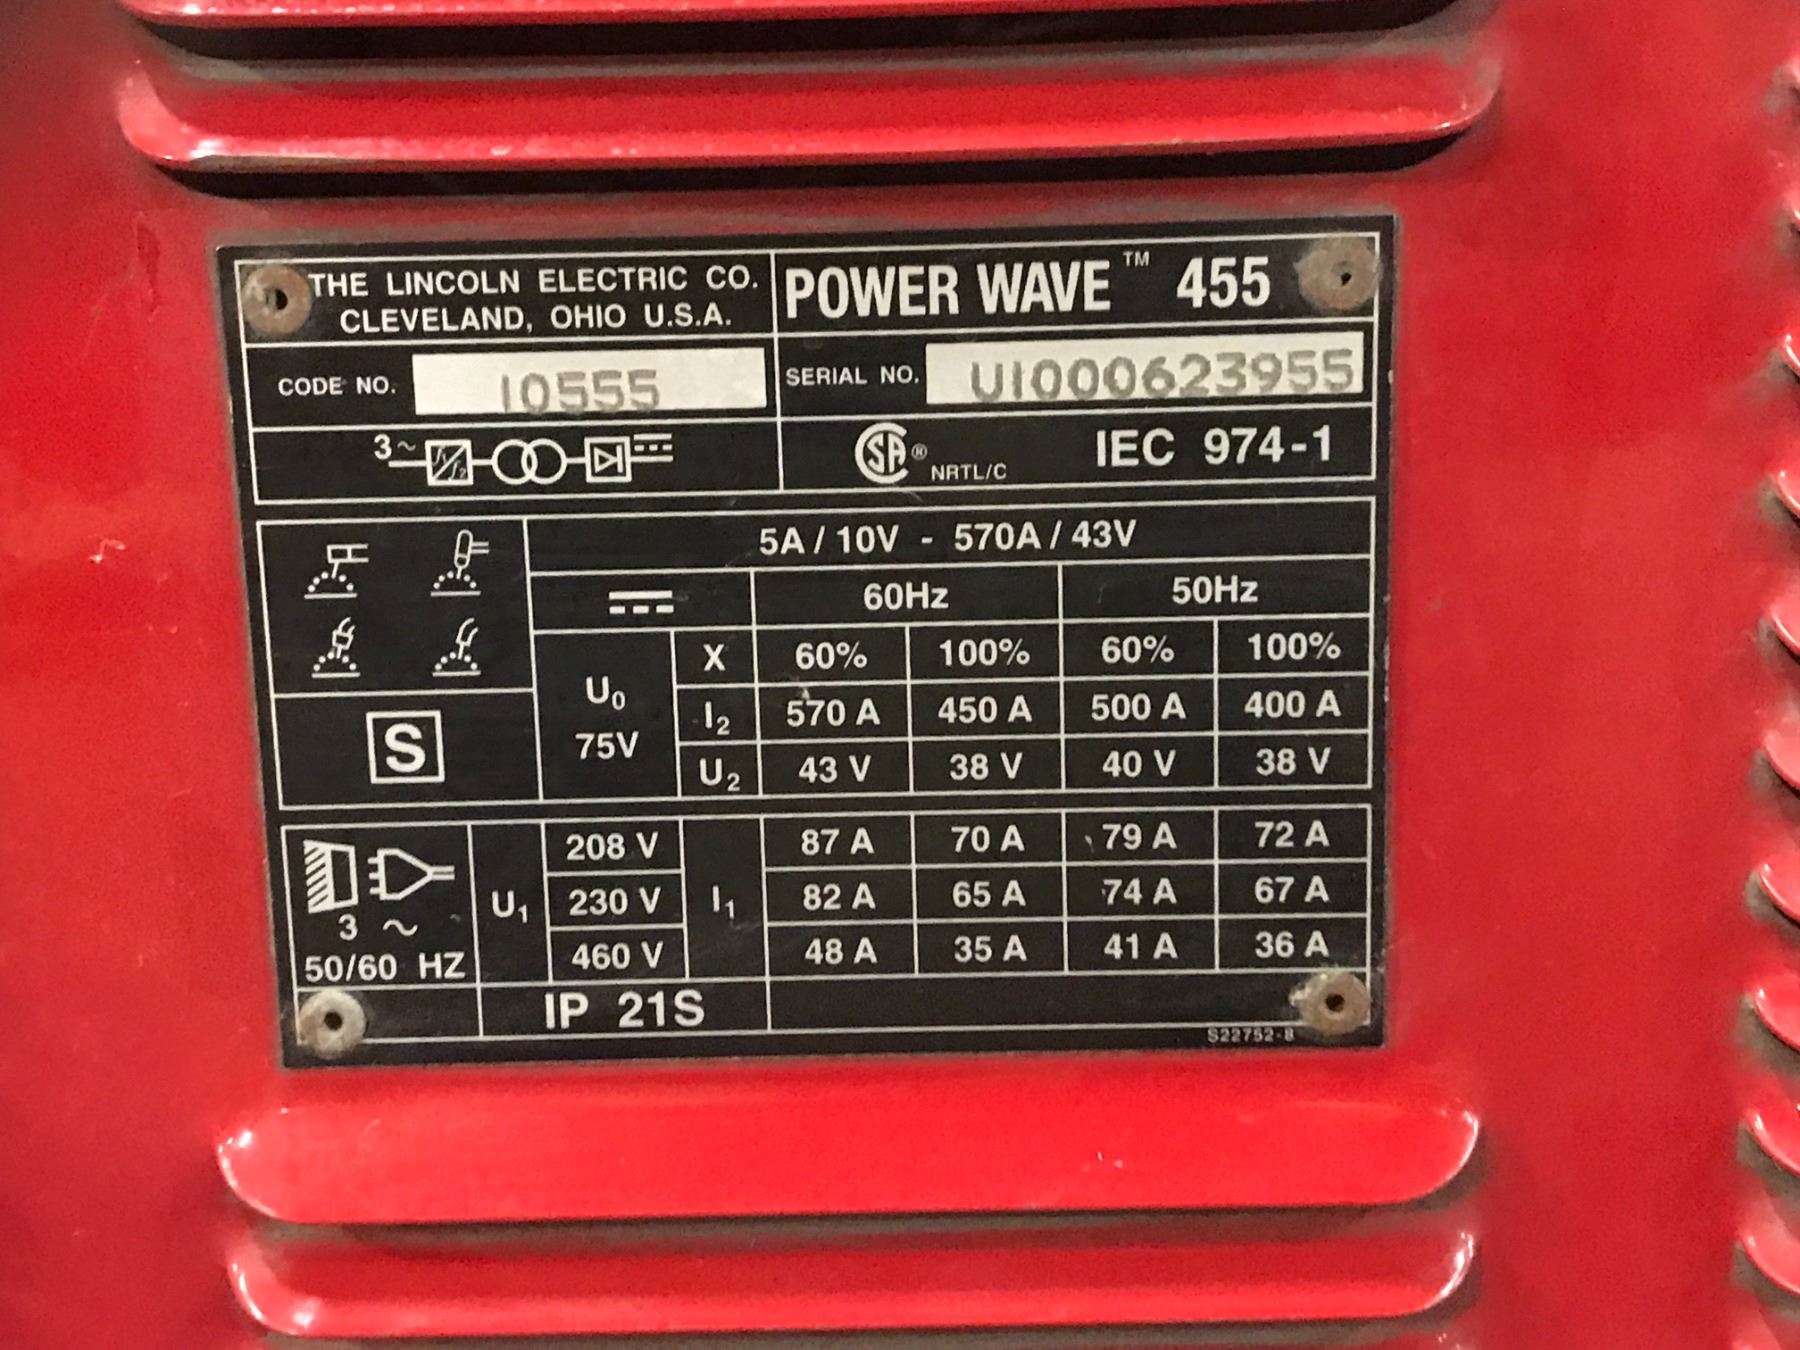 THE LINCOLN ELECTRIC CO.
CLEVELAND, OHIO U.S.A.
POWER WAVE™ 455
CODE NO. 10555
SERIAL NO. U1000623955
3~ f1 f2
SA® NRTL/C IEC 974-1
5A / 10V - 570A / 43V
60Hz 50Hz
U0 75V
X 60% 100% 60% 100%
I2 570 A 450 A 500 A 400 A
U2 43 V 38 V 40 V 38 V
S
3 ~
50/60 HZ
U1 I1
208 V 87 A 70 A 79 A 72 A
230 V 82 A 65 A 74 A 67 A
460 V 48 A 35 A 41 A 36 A
IP 21S
S22752-8